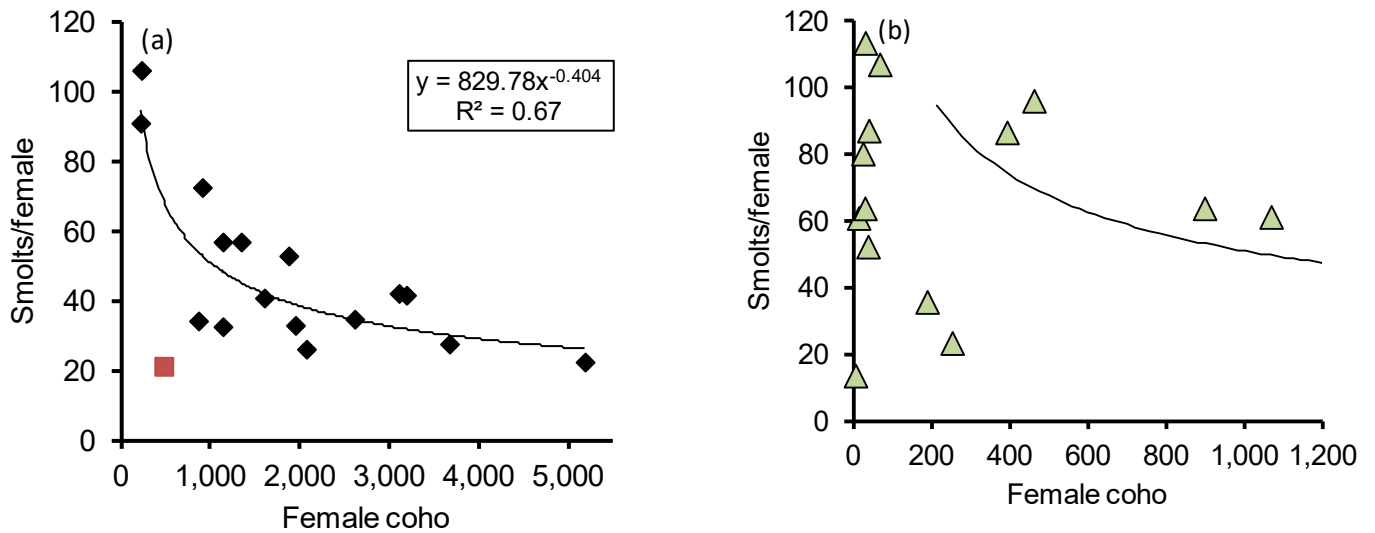 (a)
120
100
80
60
40
20
0
Smolts/female
y = 829.78x^-0.404
R² = 0.67
0 1,000 2,000 3,000 4,000 5,000
Female coho
(b)
120
100
80
60
40
20
0
Smolts/female
0 200 400 600 800 1,000 1,200
Female coho